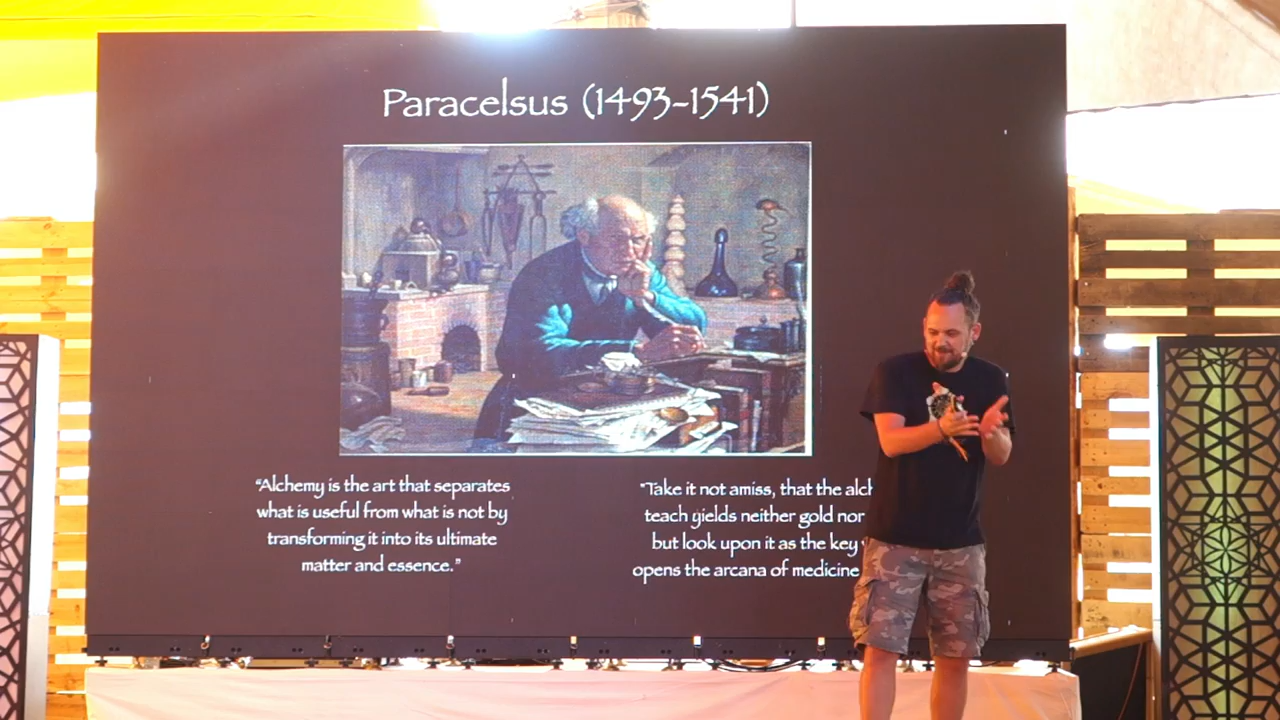 Paracelsus (1493-1541)
“Alchemy is the art that separates
what is useful from what is not by
transforming it into its ultimate
matter and essence.”
"Take it not amiss, that the
teach yields neither gold nor
but look upon it as the key
opens the arcana of medicine